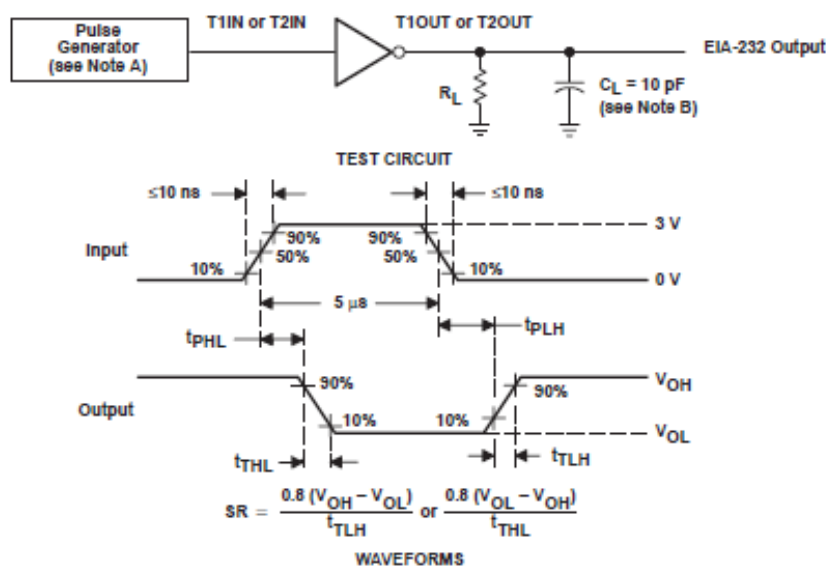 Pulse
Generator
(see Note A)
T1IN or T2IN
T1OUT or T2OUT
EIA-232 Output
RL
CL = 10 pF
(see Note B)
TEST CIRCUIT
≤10 ns
≤10 ns
Input
10%
90%
50%
90%
50%
10%
3 V
0 V
5 μs
tPHL
tPLH
Output
90%
10%
10%
90%
VOH
VOL
tTHL
tTLH
SR = 0.8 (VOH – VOL) / tTLH or 0.8 (VOL – VOH) / tTHL
WAVEFORMS